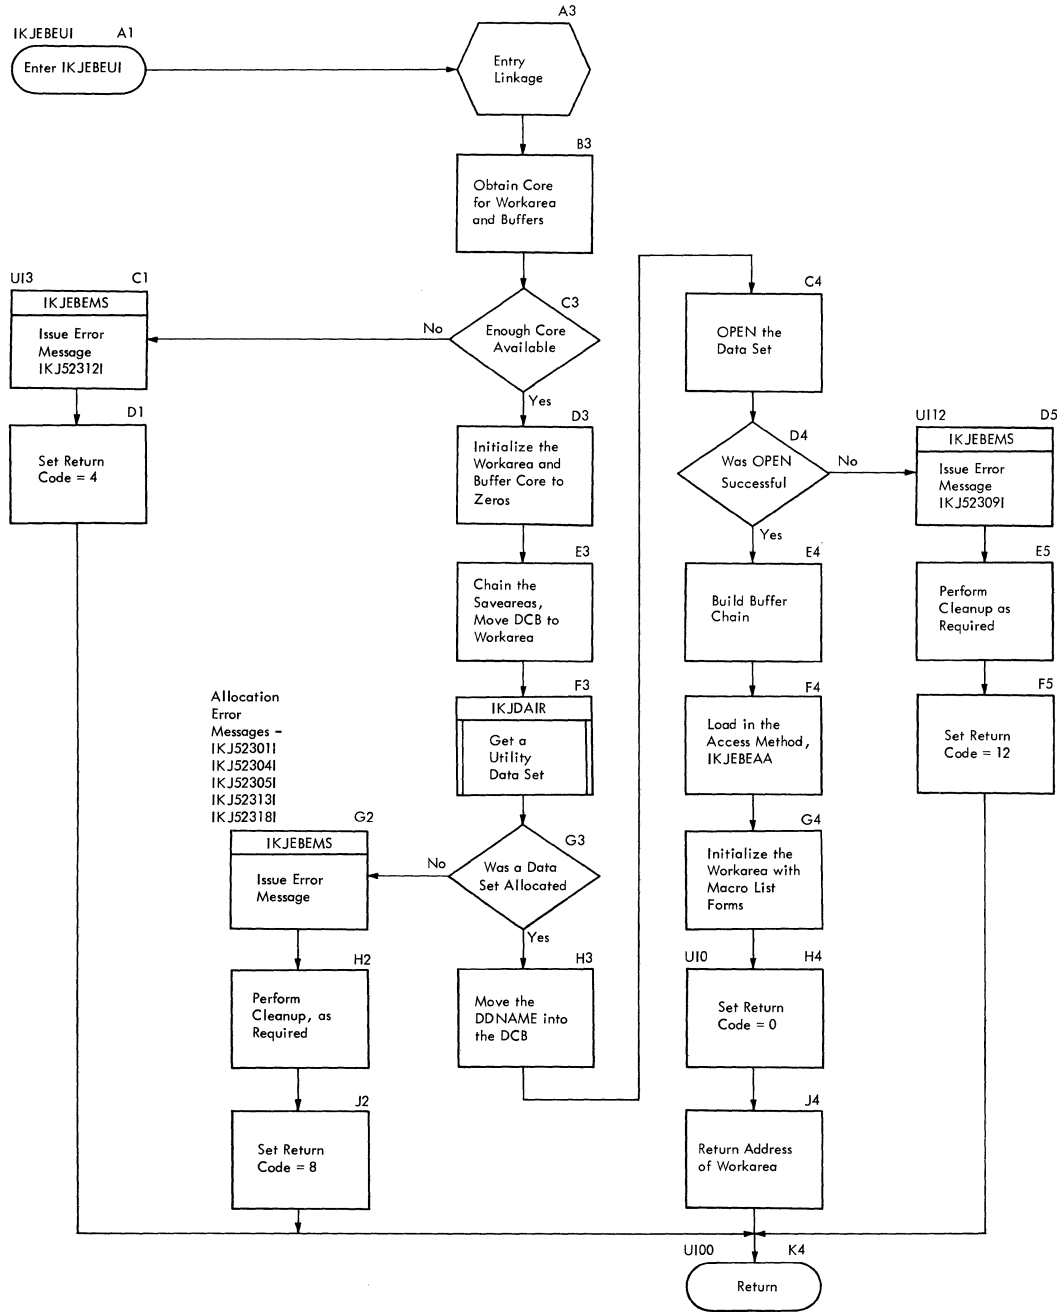 IKJEBEUI A1
Enter IKJEBEUI
A3
Entry
Linkage
B3
Obtain Core
for Workarea
and Buffers
UI3 C1
IKJEBEMS
Issue Error
Message
IKJ52312I
D1
Set Return
Code = 4
C3
Enough Core
Available
No
Yes
D3
Initialize the
Workarea and
Buffer Core to
Zeros
E3
Chain the
Saveareas,
Move DCB to
Workarea
F3
IKJDAIR
Get a
Utility
Data Set
G3
Was a Data
Set Allocated
No
Yes
Allocation
Error
Messages –
IKJ52301I
IKJ52304I
IKJ52305I
IKJ52313I
IKJ52318I
G2
IKJEBEMS
Issue Error
Message
H2
Perform
Cleanup, as
Required
J2
Set Return
Code = 8
H3
Move the
DDNAME into
the DCB
C4
OPEN the
Data Set
D4
Was OPEN
Successful
No
Yes
UI12 D5
IKJEBEMS
Issue Error
Message
IKJ52309I
E5
Perform
Cleanup as
Required
F5
Set Return
Code = 12
E4
Build Buffer
Chain
F4
Load in the
Access Method,
IKJEBEAA
G4
Initialize the
Workarea with
Macro List
Forms
UI0 H4
Set Return
Code = 0
J4
Return Address
of Workarea
UI00 K4
Return